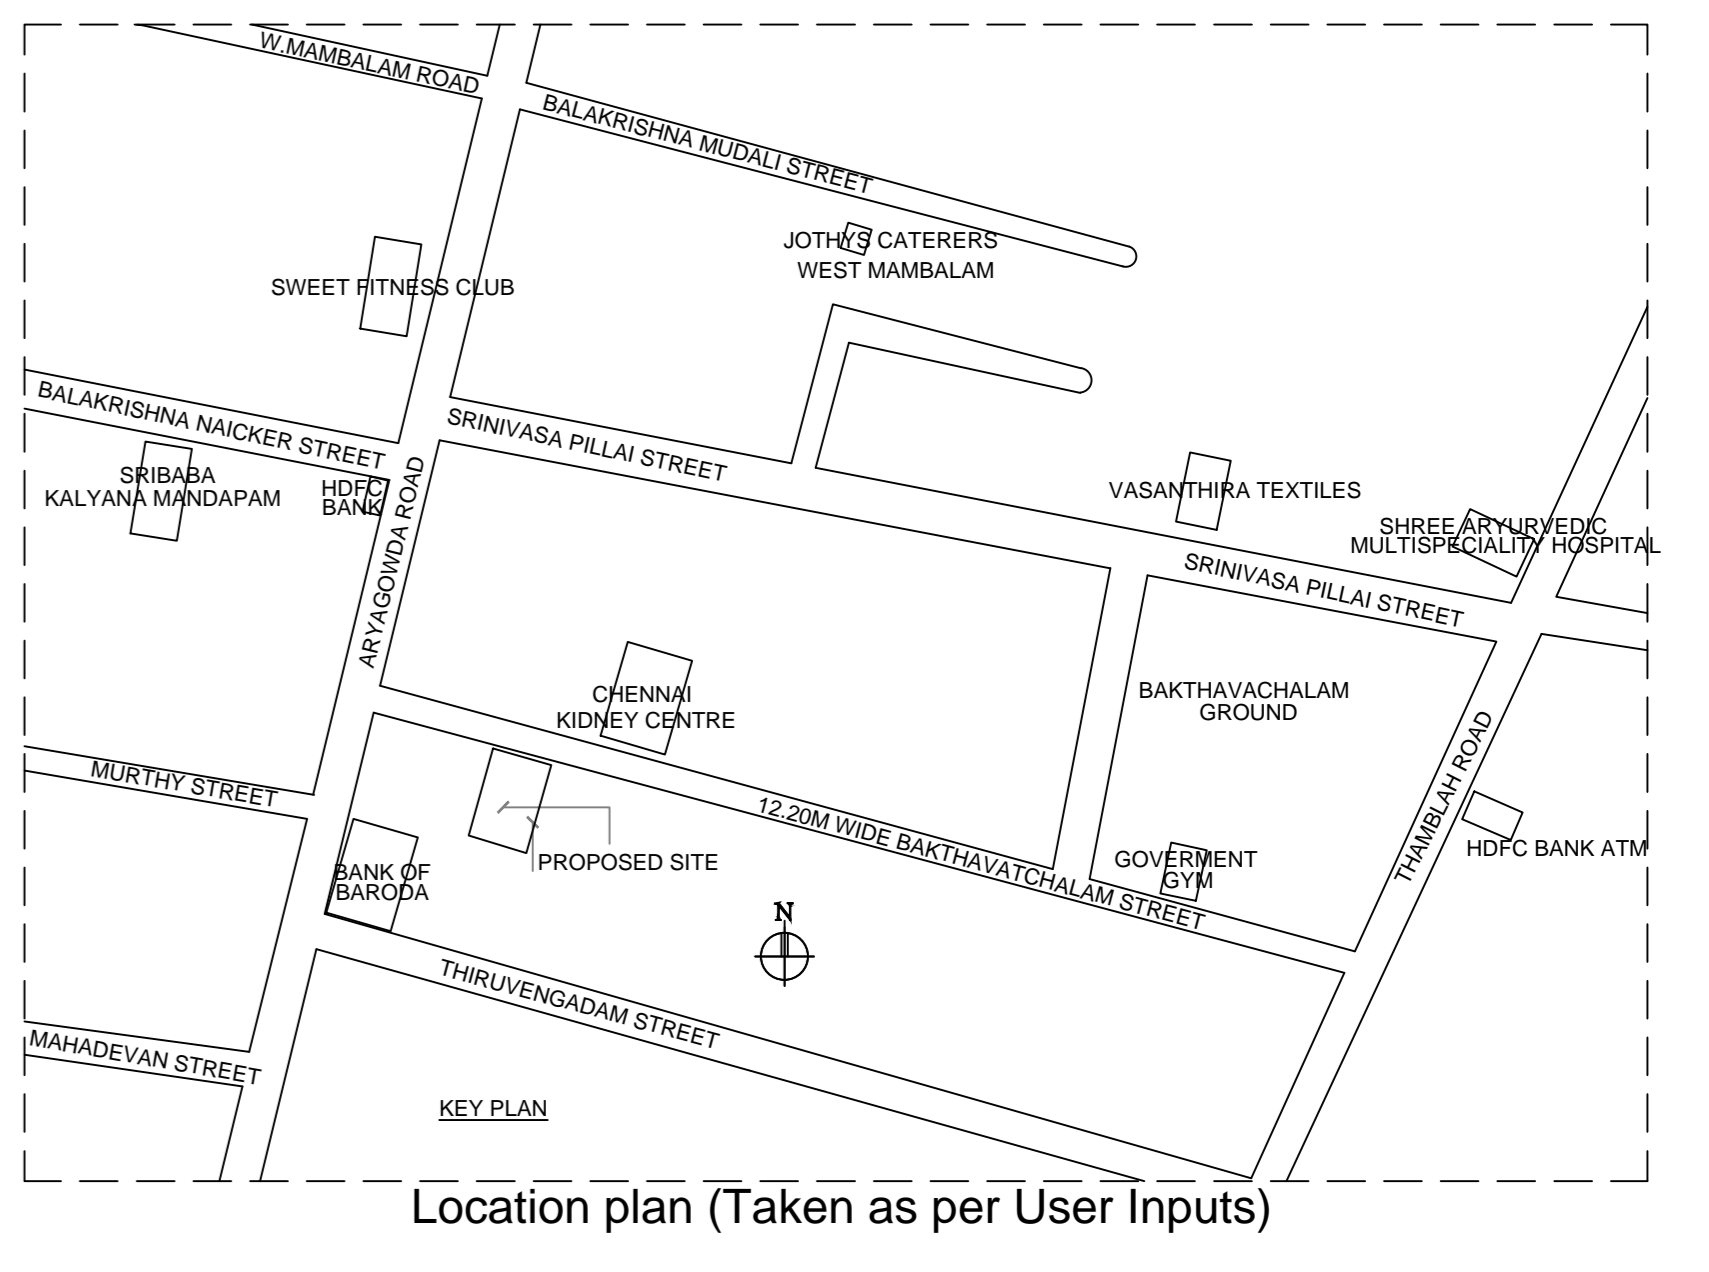 W.MAMBALAM ROAD
BALAKRISHNA MUDALI STREET
JOTHYS CATERERS
WEST MAMBALAM
SWEET FITNESS CLUB
BALAKRISHNA NAICKER STREET
SRINIVASA PILLAI STREET
SRIBABA
KALYANA MANDAPAM
HDFC
BANK
ARYAGOWDA ROAD
VASANTHIRA TEXTILES
SHREE ARYURVEDIC
MULTISPECIALITY HOSPITAL
SRINIVASA PILLAI STREET
CHENNAI
KIDNEY CENTRE
BAKTHAVACHALAM
GROUND
MURTHY STREET
12.20M WIDE BAKTHAVATCHALAM STREET
THAMBLAH ROAD
HDFC BANK ATM
PROPOSED SITE
GOVERMENT
GYM
BANK OF
BARODA
N
THIRUVENGADAM STREET
MAHADEVAN STREET
KEY PLAN
Location plan (Taken as per User Inputs)